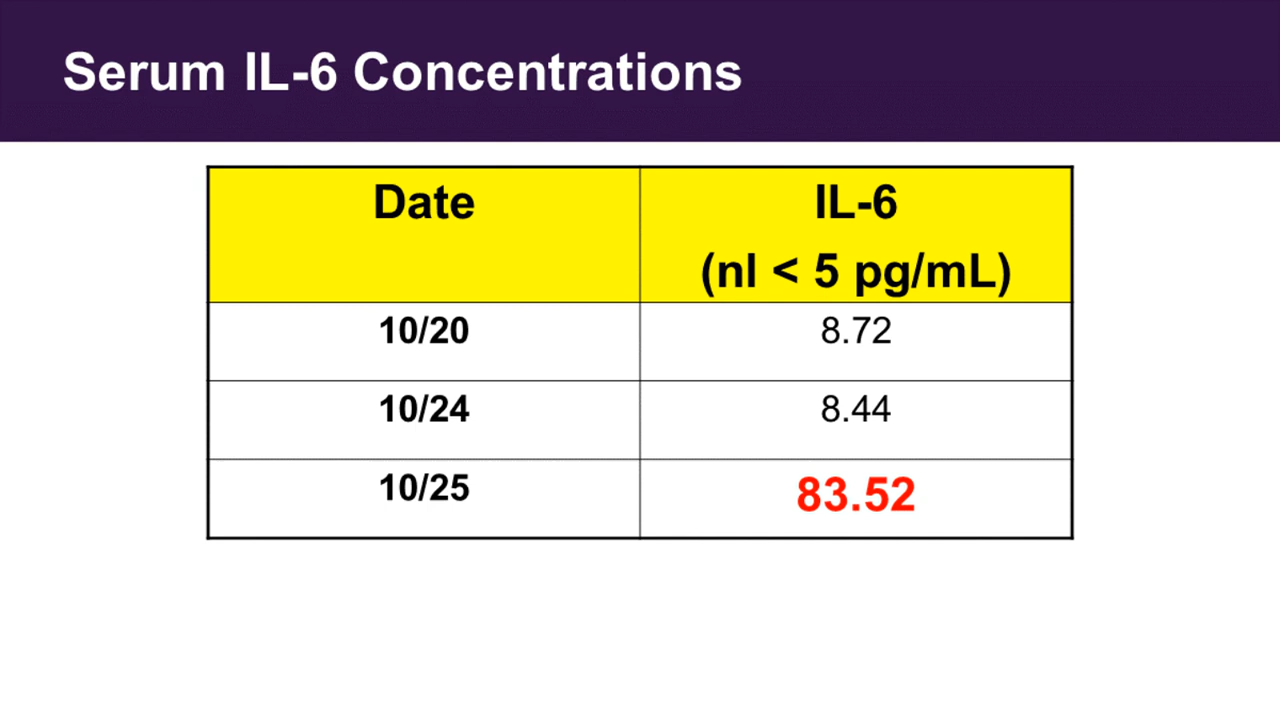 Serum IL-6 Concentrations
Date
IL-6
(nl < 5 pg/mL)
10/20
8.72
10/24
8.44
10/25
83.52